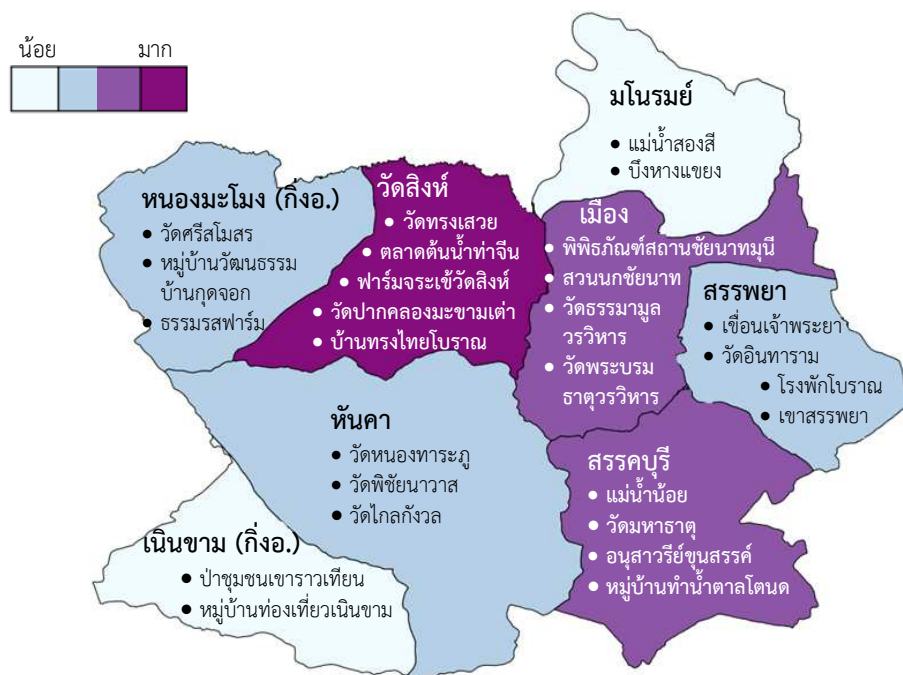 น้อย มาก
มโนรมย์
● แม่น้ำสองสี
● บึงหางแขยง
หนองมะโมง (กิ่งอ.)
● วัดศรีสโมสร
● หมู่บ้านวัฒนธรรม
บ้านกุดจอก
● ธรรมรสฟาร์ม
วัดสิงห์
● วัดทรงเสวย
● ตลาดต้นน้ำท่าจีน
● ฟาร์มจระเข้วัดสิงห์
● วัดปากคลองมะขามเต่า
● บ้านทรงไทยโบราณ
เมือง
● พิพิธภัณฑ์สถานชัยนาทมุนี
● สวนนกชัยนาท
● วัดธรรมามูล
วรวิหาร
● วัดพระบรม
ธาตุวรวิหาร
สรรพยา
● เขื่อนเจ้าพระยา
● วัดอินทาราม
● โรงพักโบราณ
● เขาสรรพยา
หันคา
● วัดหนองทาระภู
● วัดพิชัยนาวาส
● วัดไกลกังวล
สรรคบุรี
● แม่น้ำน้อย
● วัดมหาธาตุ
● อนุสาวรีย์ขุนสรรค์
● หมู่บ้านทำน้ำตาลโตนด
เนินขาม (กิ่งอ.)
● ป่าชุมชนเขาราวเทียน
● หมู่บ้านท่องเที่ยวเนินขาม